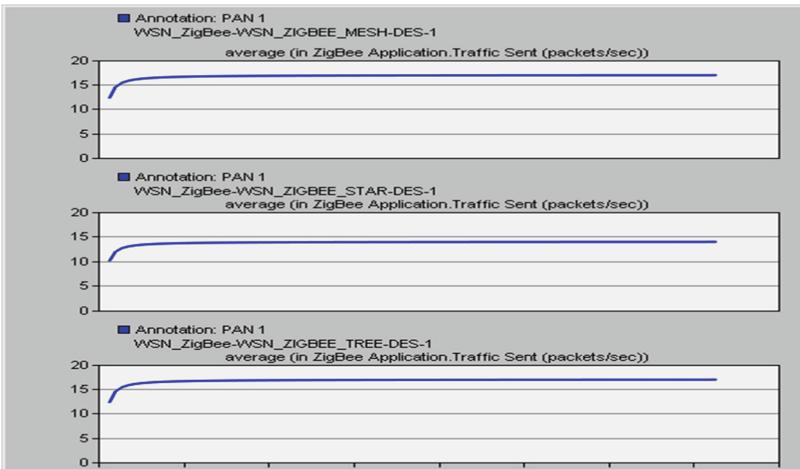 Annotation: PAN 1
WSN_ZigBee-WSN_ZIGBEE_MESH-DES-1
average (in ZigBee Application.Traffic Sent (packets/sec))
20
15
10
5
0
Annotation: PAN 1
WSN_ZigBee-WSN_ZIGBEE_STAR-DES-1
average (in ZigBee Application.Traffic Sent (packets/sec))
20
15
10
5
0
Annotation: PAN 1
WSN_ZigBee-WSN_ZIGBEE_TREE-DES-1
average (in ZigBee Application.Traffic Sent (packets/sec))
20
15
10
5
0